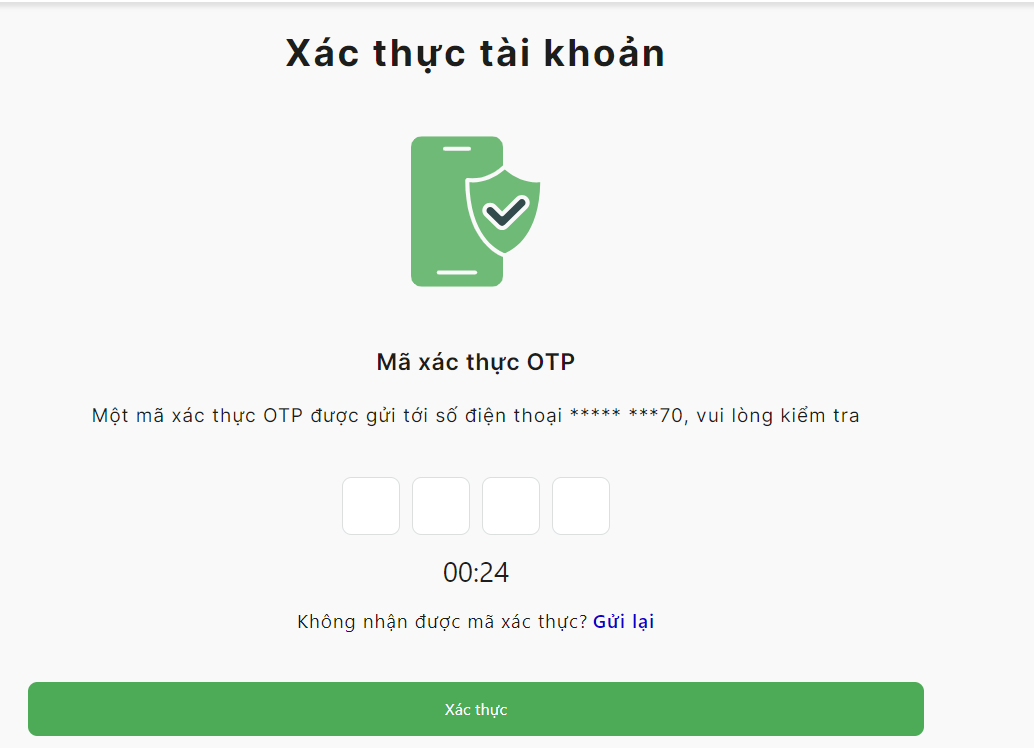 Xác thực tài khoản
Mã xác thực OTP
Một mã xác thực OTP được gửi tới số điện thoại ***** ***70, vui lòng kiểm tra
00:24
Không nhận được mã xác thực? Gửi lại
Xác thực